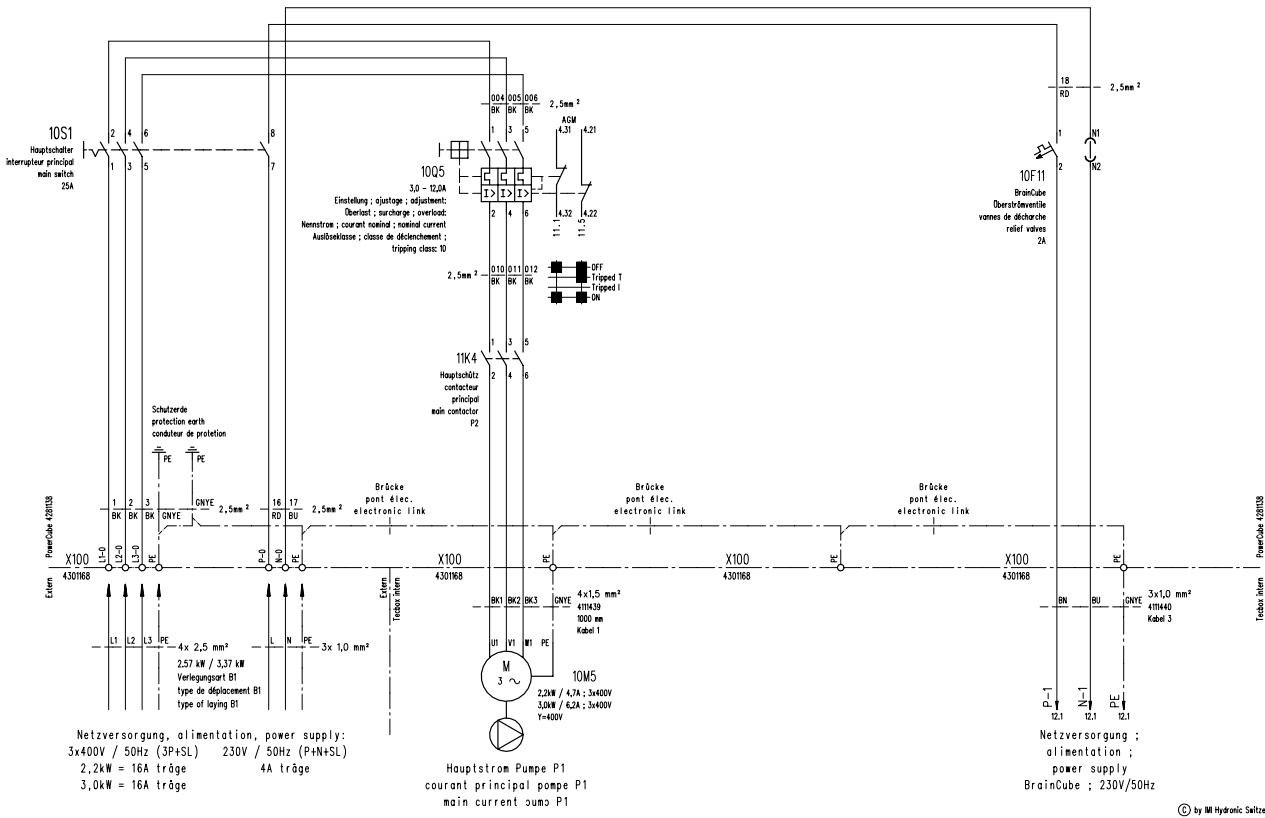 10S1
Hauptschalter
interrupteur principal
main switch
25A
2 4 6
1 3 5
8
7
004 005 006
BK BK BK
2,5mm²
1 3 5
AGM
4.31 4.21
10Q5
3,0 - 12,0A
Einstellung ; ajustage ; adjustment:
Überlast ; surcharge ; overload:
Nennstrom ; courant nominal ; nominal current
Auslöseklasse ; classe de déclenchement ;
tripping class: 10
I> I> I>
2 4 6
4.32 4.22
11.1 11.5
2,5mm²
010 011 012
BK BK BK
OFF
Tripped T
Tripped I
ON
11K4
Hauptschütz
contacteur
principal
main contactor
P2
1 3 5
2 4 6
18
RD
2,5mm²
1
2
N1
N2
10F11
BrainCube
Überströmventile
vannes de décharche
relief valves
2A
Schutzerde
protection earth
conduteur de protetion
PE PE
1 2 3 GNYE
BK BK BK GNYE
2,5mm²
16 17
RD BU
2,5mm²
Brücke
pont élec.
electronic link
Brücke
pont élec.
electronic link
Brücke
pont élec.
electronic link
PowerCube 4281138
Extern
X100
4301168
L1-0 L2-0 L3-0 PE
P-0 N-0 PE
Extern
Tecbox intern
X100
4301168
PE
X100
4301168
PE
X100
4301168
PE
PowerCube 4281138
Tecbox intern
L1 L2 L3 PE
4x 2,5 mm²
2.57 kW / 3,37 kW
Verlegungsart B1
type de déplacement B1
type of laying B1
L N PE
3x 1,0 mm²
BK1 BK2 BK3 GNYE
4x1,5 mm²
4111439
1000 mm
Kabel 1
U1 V1 W1 PE
M
3 ~
10M5
2,2kW / 4,7A ; 3x400V
3,0kW / 6,2A ; 3x400V
Y=400V
BN BU GNYE
3x1,0 mm²
4111440
Kabel 3
P-1 N-1 PE
12.1 12.1 12.1
Netzversorgung, alimentation, power supply:
3x400V / 50Hz (3P+SL) 230V / 50Hz (P+N+SL)
2,2kW = 16A träge 4A träge
3,0kW = 16A träge
Hauptstrom Pumpe P1
courant principal pompe P1
main current pump P1
Netzversorgung ;
alimentation ;
power supply
BrainCube ; 230V/50Hz
© by IMI Hydronic Switze